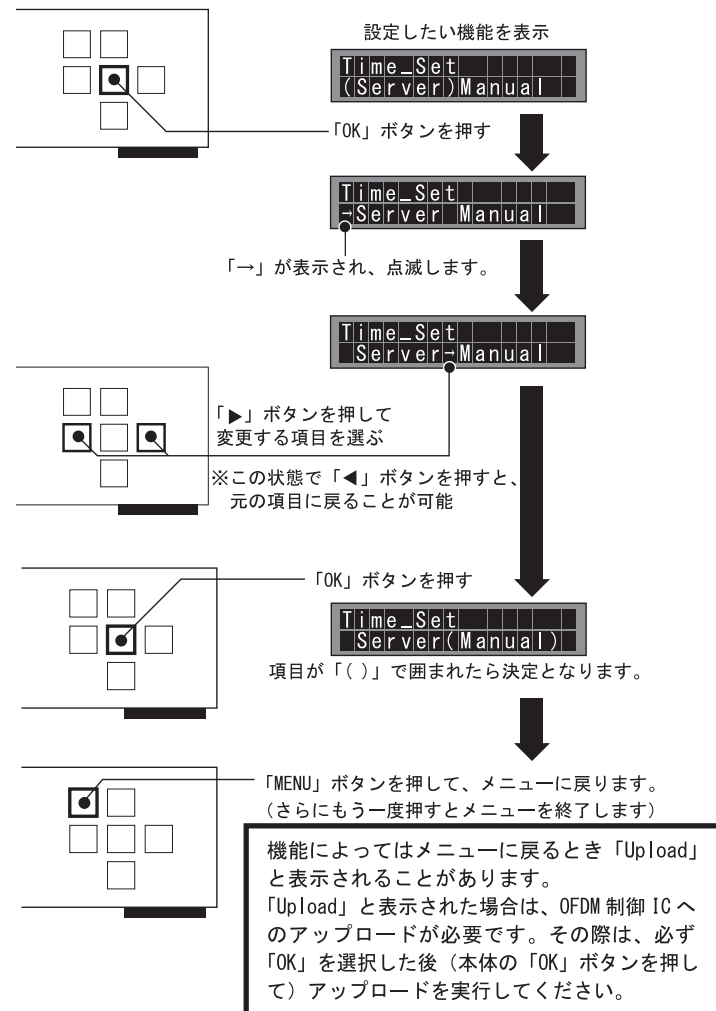 設定したい機能を表示
Time_Set
(Server)Manual
「OK」ボタンを押す
Time_Set
→Server Manual
「→」が表示され、点滅します。
Time_Set
Server→Manual
「▶」ボタンを押して
変更する項目を選ぶ
※この状態で「◀」ボタンを押すと、
元の項目に戻ることが可能
「OK」ボタンを押す
Time_Set
Server(Manual)
項目が「( )」で囲まれたら決定となります。
「MENU」ボタンを押して、メニューに戻ります。
(さらにもう一度押すとメニューを終了します)
機能によってはメニューに戻るとき「Upload」
と表示されることがあります。
「Upload」と表示された場合は、OFDM 制御 IC へ
のアップロードが必要です。その際は、必ず
「OK」を選択した後（本体の「OK」ボタンを押し
て）アップロードを実行してください。